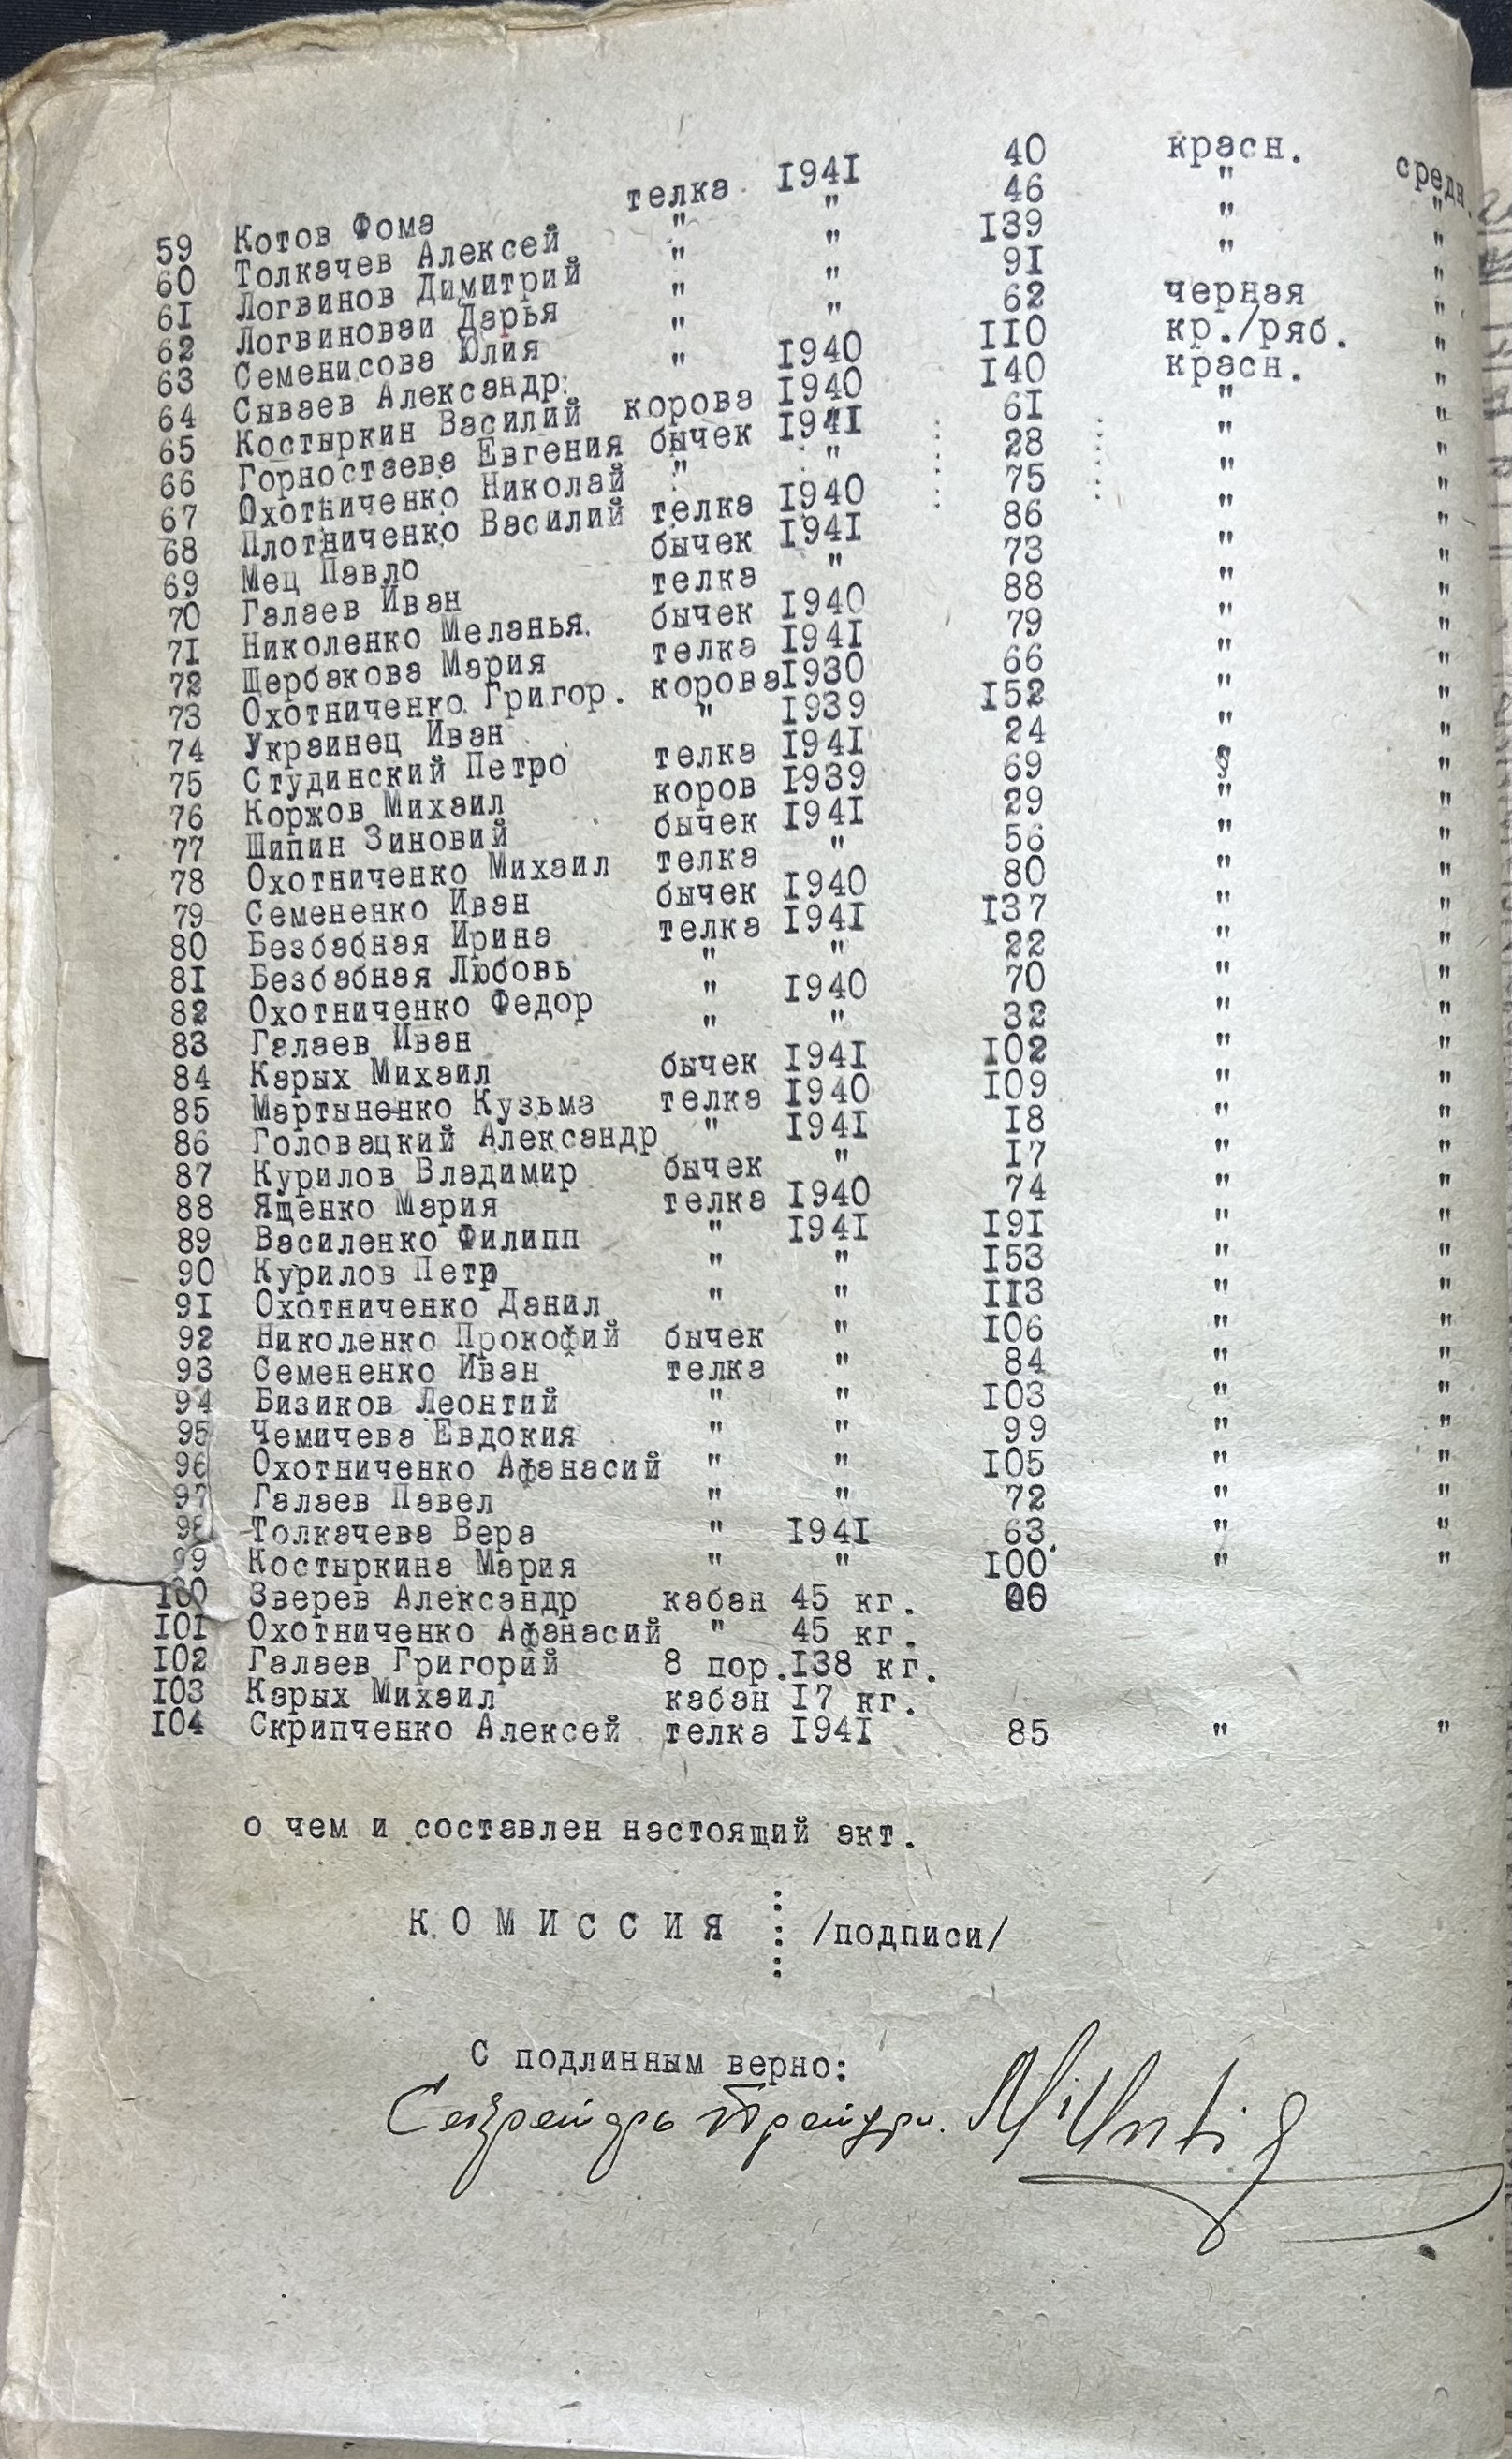 59 Котов Фома телка 1941 40 красн. средн.
60 Толкачев Алексей " " 46 " "
61 Логвинов Димитрий " " 139 " "
62 Логвиноваи Дарья " " 91 " "
63 Семенисова Юлия " " 62 черная "
64 Сываев Александр. " 1940 110 кр./ряб. "
65 Костыркин Василий корова 1940 140 красн. "
66 Горностаева Евгения бычек 1941 61 " "
67 Охотниченко Николай " " 28 " "
68 Плотниченко Василий телка 1940 75 " "
69 Мец Павло бычек 1941 86 " "
70 Галаев Иван телка " 73 " "
71 Николенко Меланья бычек 1940 88 " "
72 Щербакова Мария телка 1941 79 " "
73 Охотниченко Григор. корова 1930 66 " "
74 Украинец Иван " 1939 152 " "
75 Студинский Петро телка 1941 24 " "
76 Коржов Михаил коров 1939 69 " "
77 Шипин Зиновий бычек 1941 29 " "
78 Охотниченко Михаил телка " 56 " "
79 Семененко Иван бычек 1940 80 " "
80 Безбабная Ирина телка 1941 137 " "
81 Безбабная Любовь " " 22 " "
82 Охотниченко Федор " 1940 70 " "
83 Галаев Иван " " 32 " "
84 Карых Михаил бычек 1941 102 " "
85 Мартыненко Кузьма телка 1940 109 " "
86 Головацкий Александр " 1941 18 " "
87 Курилов Владимир бычек " 17 " "
88 Ященко Мария телка 1940 74 " "
89 Василенко Филипп " 1941 191 " "
90 Курилов Петр " " 153 " "
91 Охотниченко Данил " " 113 " "
92 Николенко Прокофий бычек " 106 " "
93 Семененко Иван телка " 84 " "
94 Бизиков Леонтий " " 103 " "
95 Чемичева Евдокия " " 99 " "
96 Охотниченко Афанасий " " 105 " "
97 Галаев Павел " " 72 " "
98 Толкачева Вера " 1941 63 " "
99 Костыркина Мария " " 100 " "
100 Зверев Александр кабан 45 кг.
101 Охотниченко Афанасий " 45 кг.
102 Галаев Григорий 8 пор. 138 кг.
103 Карых Михаил кабан 17 кг.
104 Скрипченко Алексей телка 1941 85 " "
о чем и составлен настоящий акт.
КОМИССИЯ : /подписи/
С подлинным верно:
Секретарь